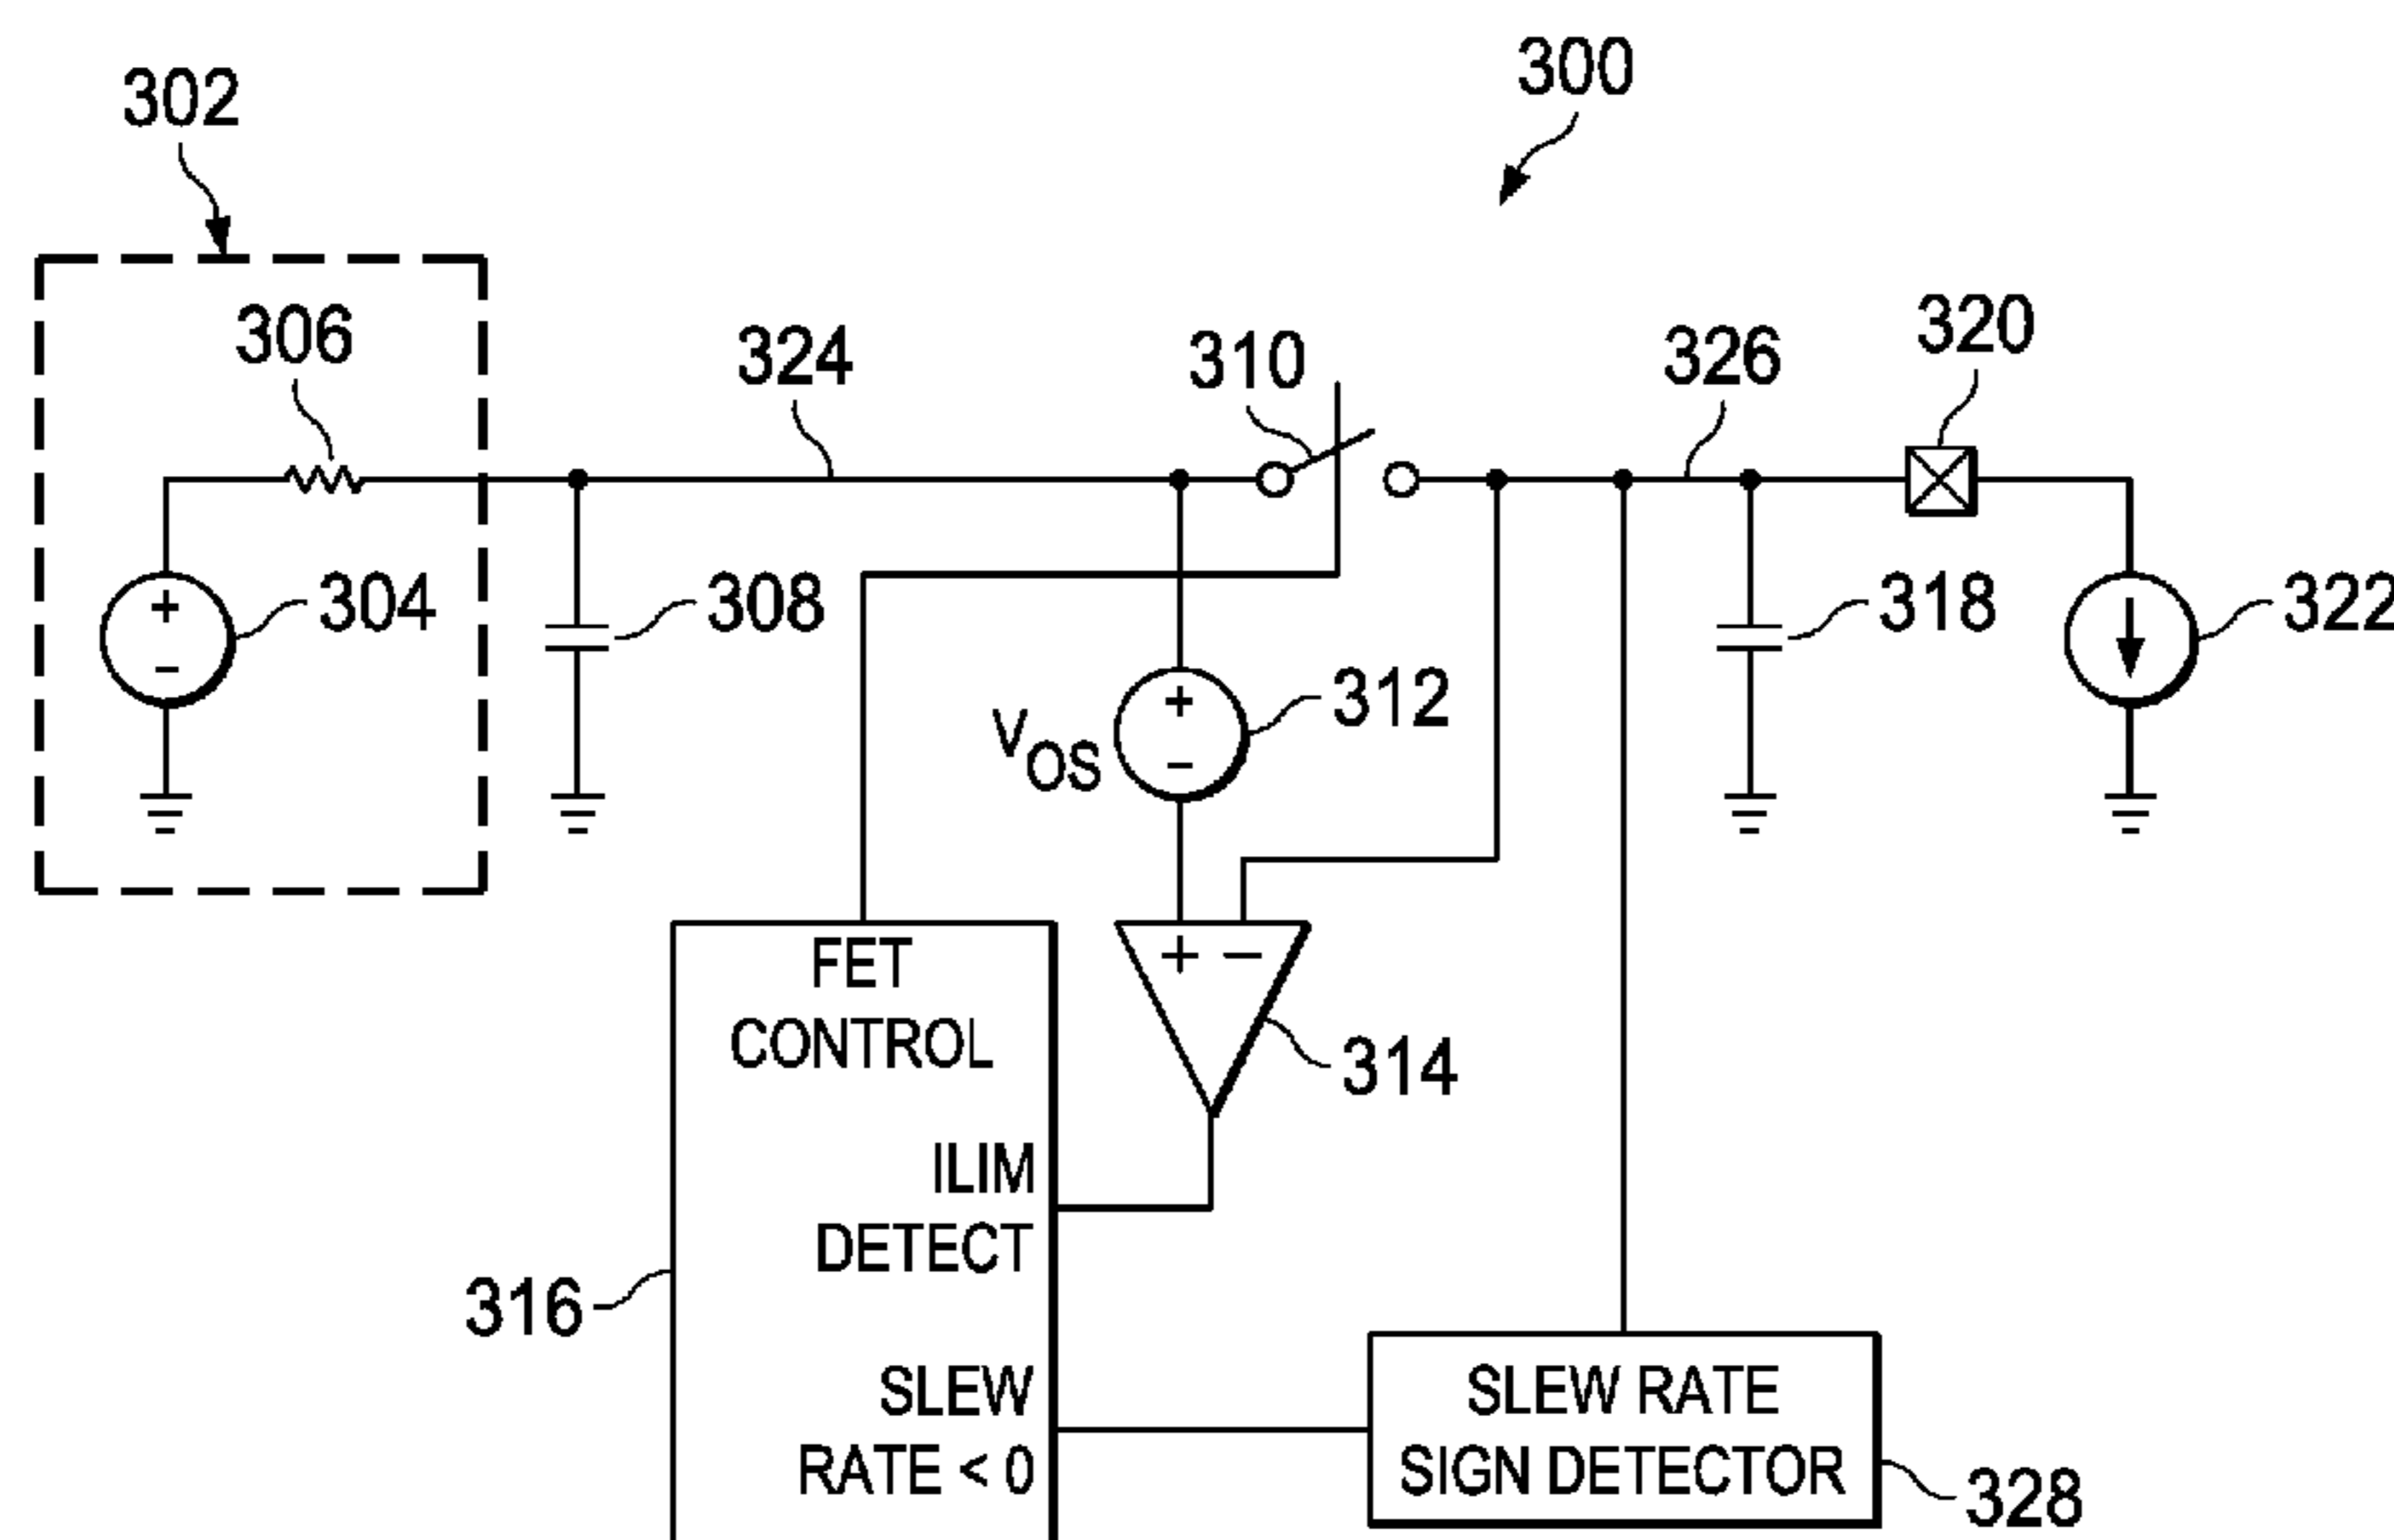 300
302
306
324
310
326
320
304
308
318
322
+
-
VOS
+
-
312
+ -
314
FET
CONTROL
ILIM
DETECT
316
SLEW
RATE < 0
SLEW RATE
SIGN DETECTOR
328